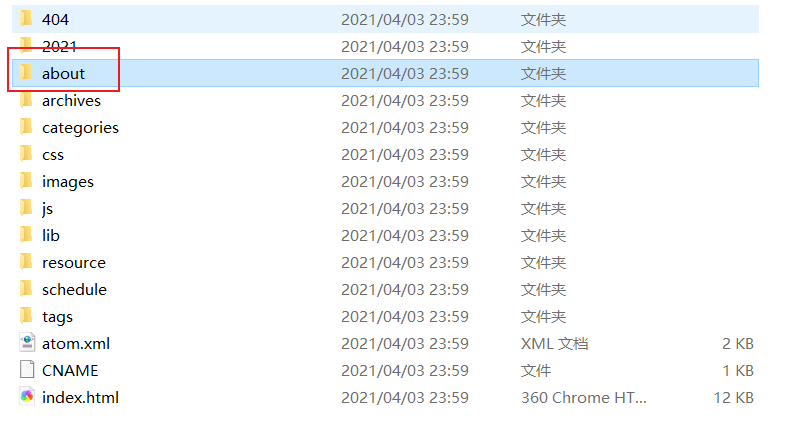 404 2021/04/03 23:59 文件夹
2021 2021/04/03 23:59 文件夹
about 2021/04/03 23:59 文件夹
archives 2021/04/03 23:59 文件夹
categories 2021/04/03 23:59 文件夹
css 2021/04/03 23:59 文件夹
images 2021/04/03 23:59 文件夹
js 2021/04/03 23:59 文件夹
lib 2021/04/03 23:59 文件夹
resource 2021/04/03 23:59 文件夹
schedule 2021/04/03 23:59 文件夹
tags 2021/04/03 23:59 文件夹
atom.xml 2021/04/03 23:59 XML 文档 2 KB
CNAME 2021/04/03 23:59 文件 1 KB
index.html 2021/04/03 23:59 360 Chrome HT... 12 KB